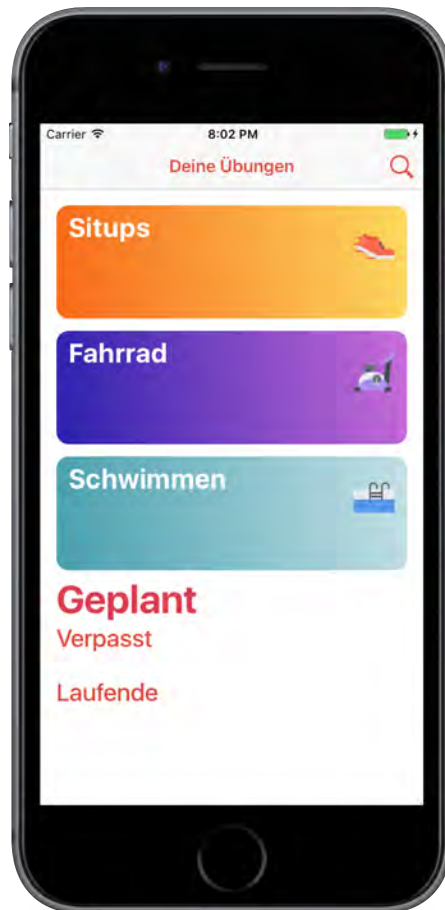 Carrier 8:02 PM
Deine Übungen
Situps
Fahrrad
Schwimmen
Geplant
Verpasst
Laufende